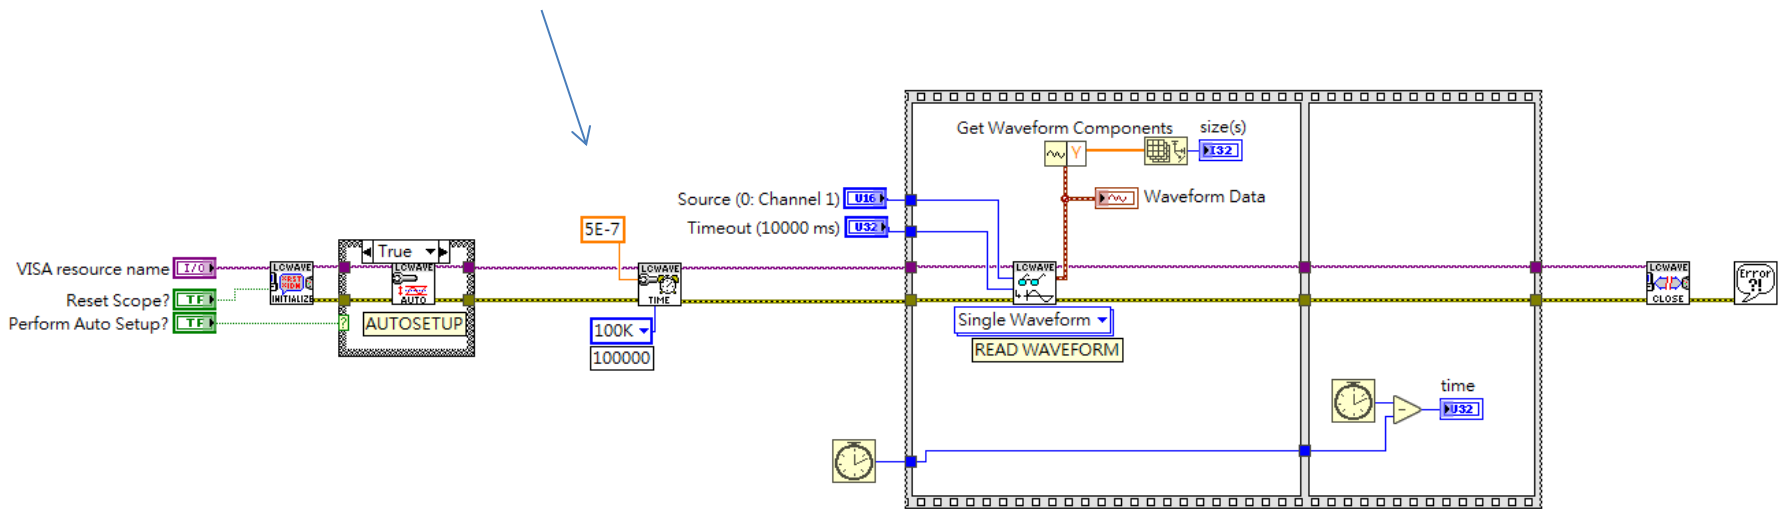 Get Waveform Components
size(s)
Y
I32
Source (0: Channel 1)
U16
Waveform Data
Timeout (10000 ms)
U32
5E-7
True
VISA resource name
I/O
LCWAVE
INITIALIZE
LCWAVE
AUTO
LCWAVE
TIME
LCWAVE
LCWAVE
CLOSE
Error
?!
Reset Scope?
TF
Perform Auto Setup?
TF
?
AUTOSETUP
100K
100000
Single Waveform
READ WAVEFORM
time
U32